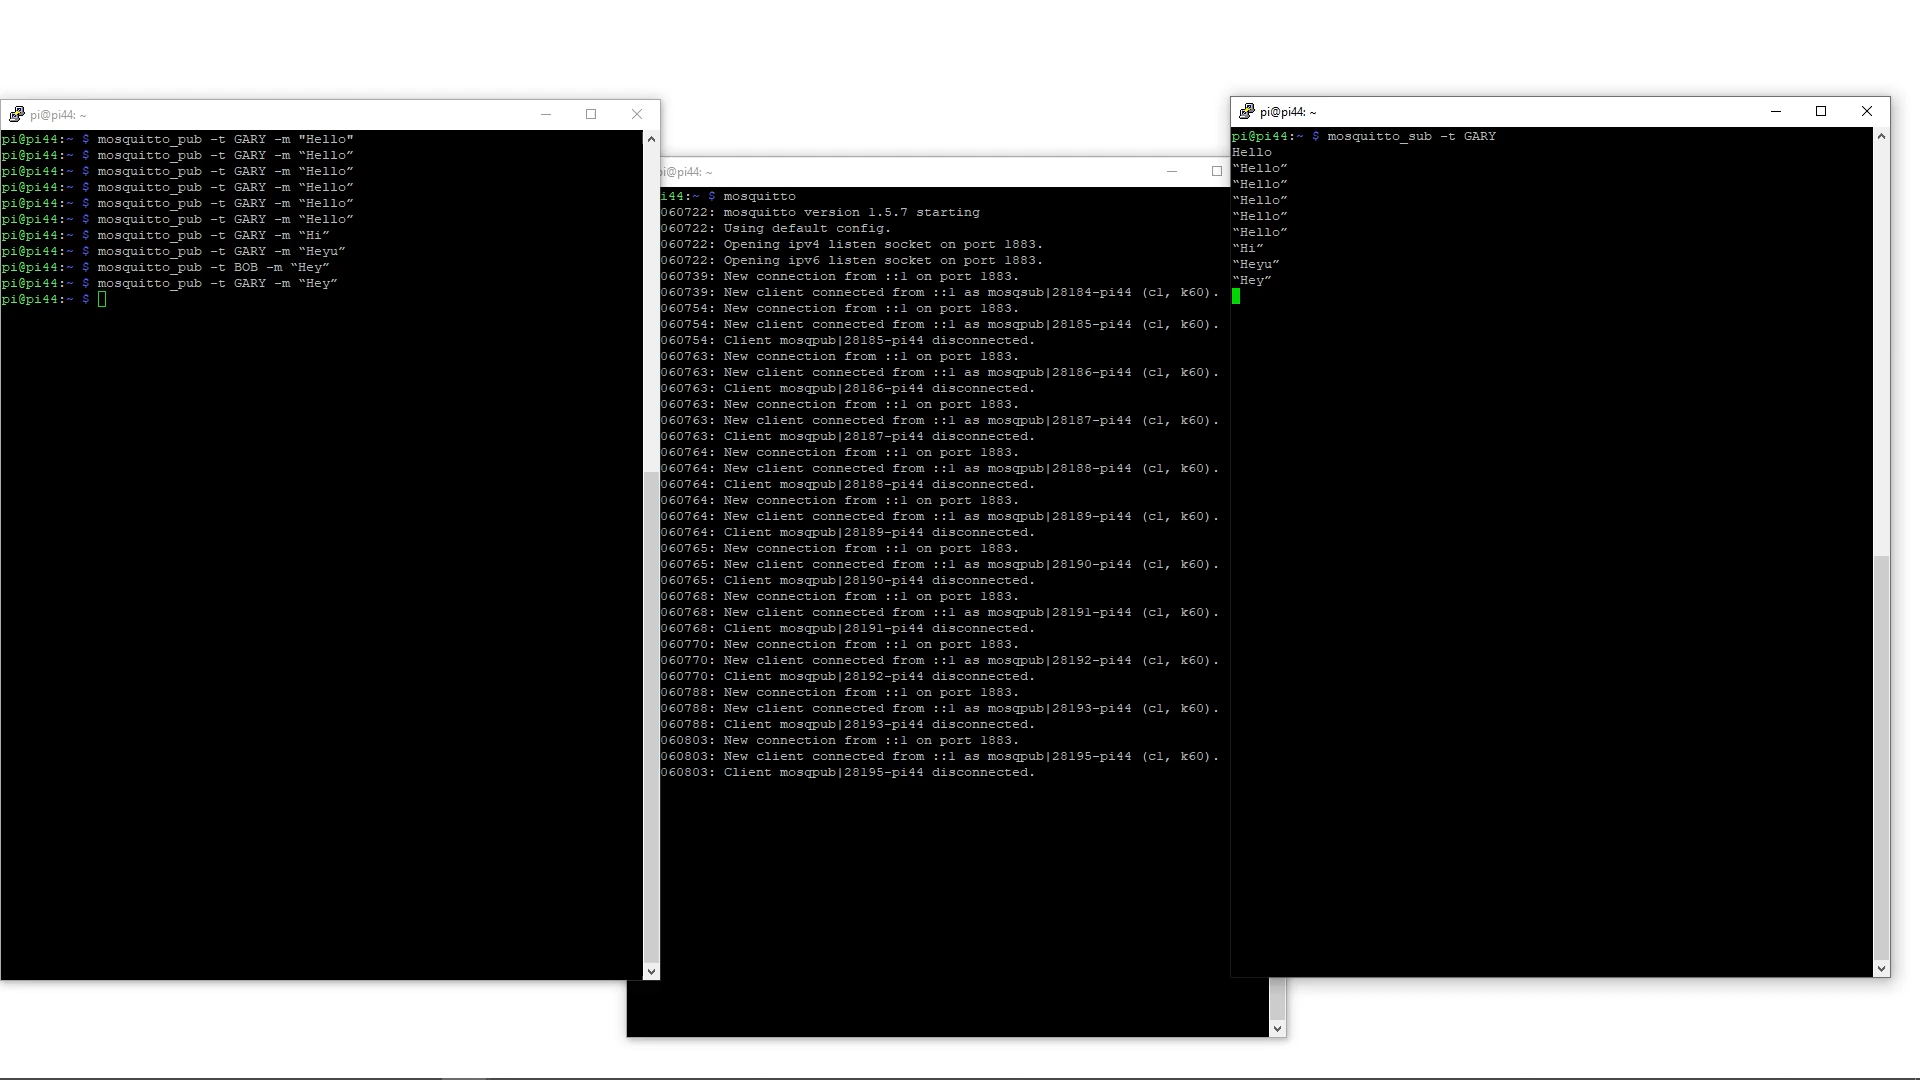 pi@pi44: ~
pi@pi44:~ $ mosquitto_pub -t GARY -m "Hello"
pi@pi44:~ $ mosquitto_pub -t GARY -m “Hello”
pi@pi44:~ $ mosquitto_pub -t GARY -m “Hello”
pi@pi44:~ $ mosquitto_pub -t GARY -m “Hello”
pi@pi44:~ $ mosquitto_pub -t GARY -m “Hello”
pi@pi44:~ $ mosquitto_pub -t GARY -m “Hello”
pi@pi44:~ $ mosquitto_pub -t GARY -m “Hi”
pi@pi44:~ $ mosquitto_pub -t GARY -m “Heyu”
pi@pi44:~ $ mosquitto_pub -t BOB -m “Hey”
pi@pi44:~ $ mosquitto_pub -t GARY -m “Hey”
pi@pi44:~ $
pi@pi44: ~
i44:~ $ mosquitto
060722: mosquitto version 1.5.7 starting
060722: Using default config.
060722: Opening ipv4 listen socket on port 1883.
060722: Opening ipv6 listen socket on port 1883.
060739: New connection from ::1 on port 1883.
060739: New client connected from ::1 as mosqsub|28184-pi44 (c1, k60).
060754: New connection from ::1 on port 1883.
060754: New client connected from ::1 as mosqpub|28185-pi44 (c1, k60).
060754: Client mosqpub|28185-pi44 disconnected.
060763: New connection from ::1 on port 1883.
060763: New client connected from ::1 as mosqpub|28186-pi44 (c1, k60).
060763: Client mosqpub|28186-pi44 disconnected.
060763: New connection from ::1 on port 1883.
060763: New client connected from ::1 as mosqpub|28187-pi44 (c1, k60).
060763: Client mosqpub|28187-pi44 disconnected.
060764: New connection from ::1 on port 1883.
060764: New client connected from ::1 as mosqpub|28188-pi44 (c1, k60).
060764: Client mosqpub|28188-pi44 disconnected.
060764: New connection from ::1 on port 1883.
060764: New client connected from ::1 as mosqpub|28189-pi44 (c1, k60).
060764: Client mosqpub|28189-pi44 disconnected.
060765: New connection from ::1 on port 1883.
060765: New client connected from ::1 as mosqpub|28190-pi44 (c1, k60).
060765: Client mosqpub|28190-pi44 disconnected.
060768: New connection from ::1 on port 1883.
060768: New client connected from ::1 as mosqpub|28191-pi44 (c1, k60).
060768: Client mosqpub|28191-pi44 disconnected.
060770: New connection from ::1 on port 1883.
060770: New client connected from ::1 as mosqpub|28192-pi44 (c1, k60).
060770: Client mosqpub|28192-pi44 disconnected.
060788: New connection from ::1 on port 1883.
060788: New client connected from ::1 as mosqpub|28193-pi44 (c1, k60).
060788: Client mosqpub|28193-pi44 disconnected.
060803: New connection from ::1 on port 1883.
060803: New client connected from ::1 as mosqpub|28195-pi44 (c1, k60).
060803: Client mosqpub|28195-pi44 disconnected.
pi@pi44: ~
pi@pi44:~ $ mosquitto_sub -t GARY
Hello
“Hello”
“Hello”
“Hello”
“Hello”
“Hello”
“Hi”
“Heyu”
“Hey”